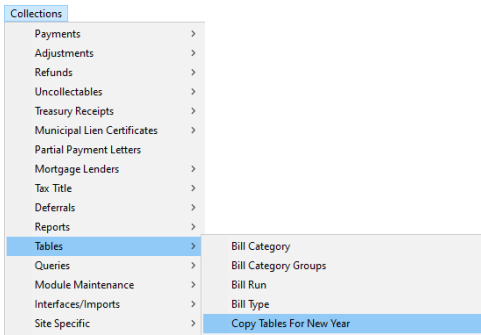 Collections
Payments
Adjustments
Refunds
Uncollectables
Treasury Receipts
Municipal Lien Certificates
Partial Payment Letters
Mortgage Lenders
Tax Title
Deferrals
Reports
Tables
Queries
Module Maintenance
Interfaces/Imports
Site Specific
Bill Category
Bill Category Groups
Bill Run
Bill Type
Copy Tables For New Year